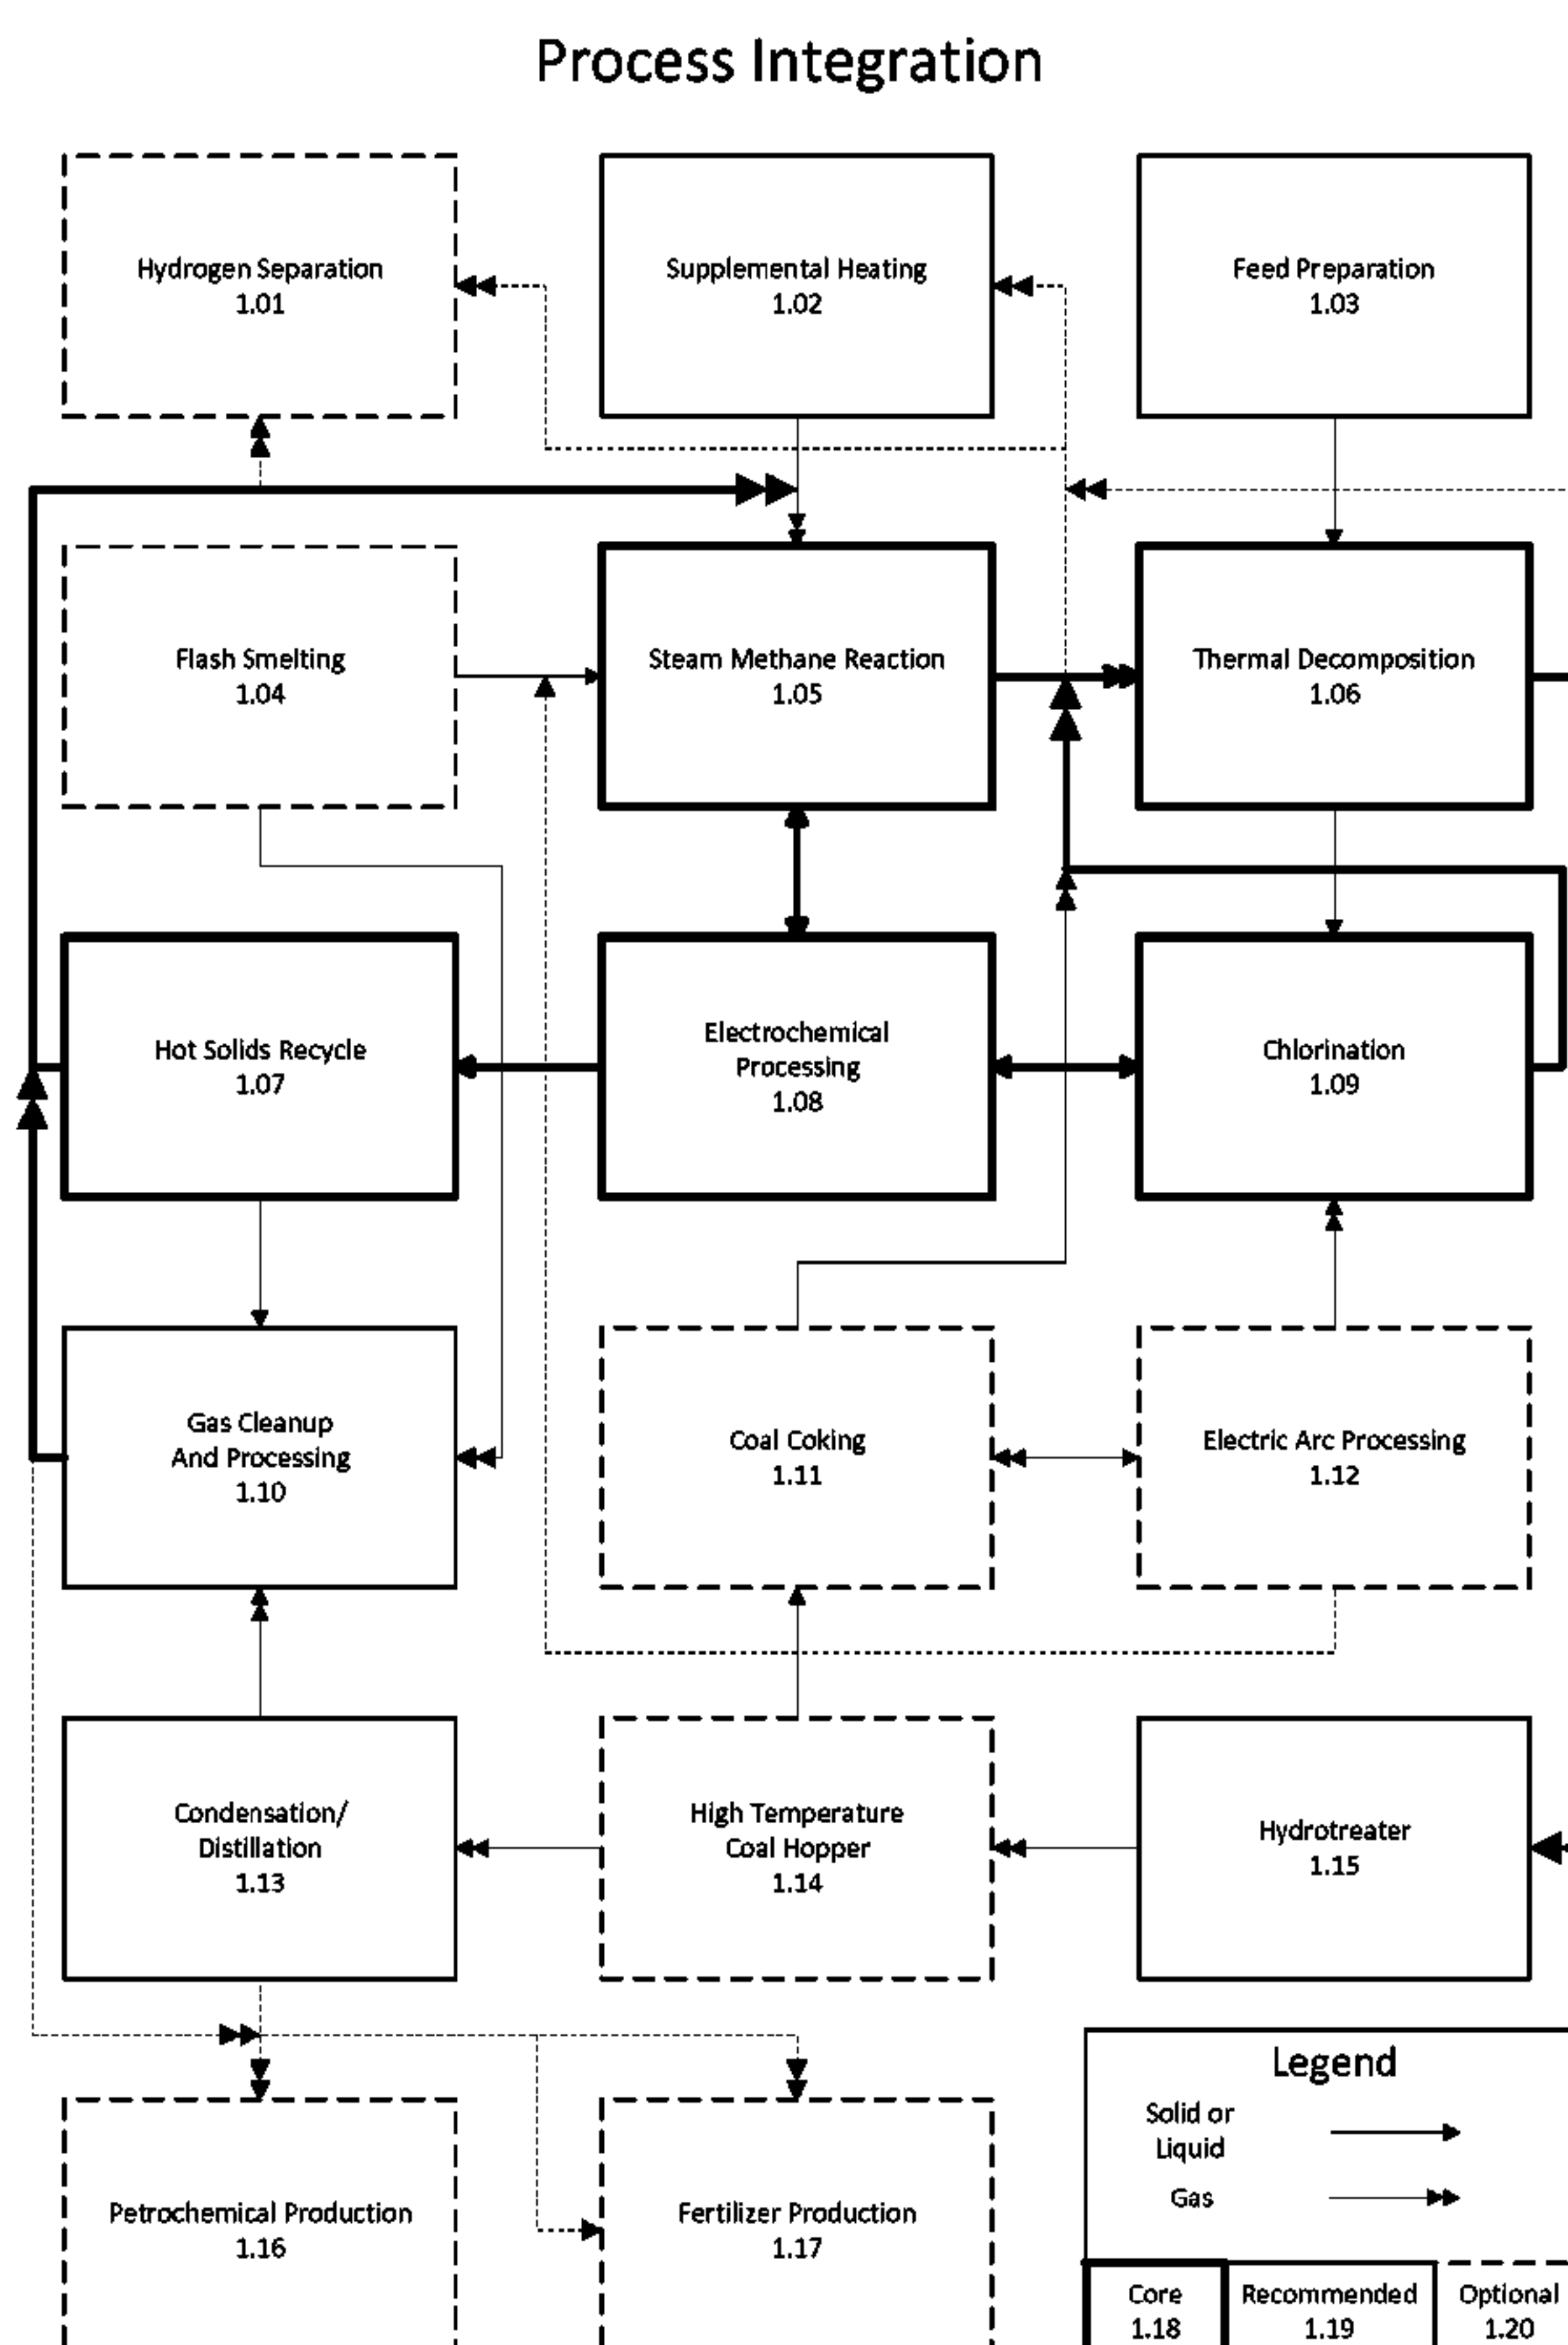 Process Integration
Hydrogen Separation
1.01
Supplemental Heating
1.02
Feed Preparation
1.03
Flash Smelting
1.04
Steam Methane Reaction
1.05
Thermal Decomposition
1.06
Hot Solids Recycle
1.07
Electrochemical
Processing
1.08
Chlorination
1.09
Gas Cleanup
And Processing
1.10
Coal Coking
1.11
Electric Arc Processing
1.12
Condensation/
Distillation
1.13
High Temperature
Coal Hopper
1.14
Hydrotreater
1.15
Petrochemical Production
1.16
Fertilizer Production
1.17
Legend
Solid or
Liquid
Gas
Core
1.18
Recommended
1.19
Optional
1.20